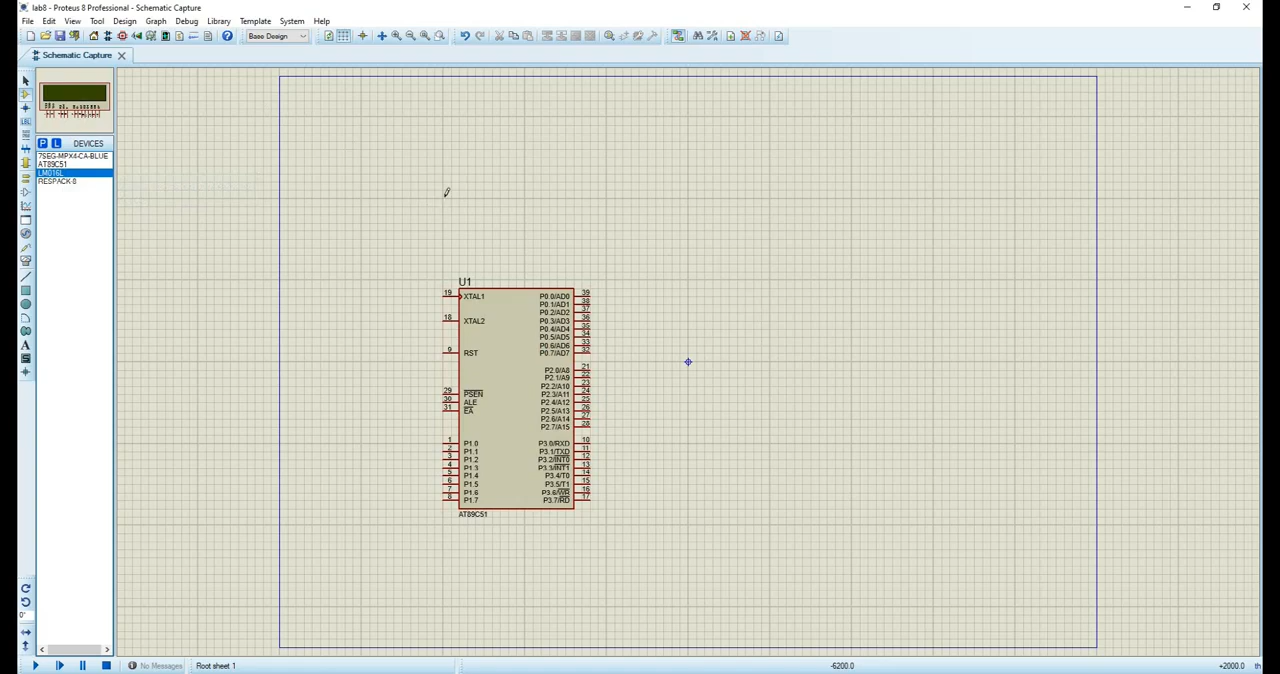 lab8 - Proteus 8 Professional - Schematic Capture
File Edit View Tool Design Graph Debug Library Template System Help
Base Design
Schematic Capture
P L DEVICES
7SEG-MPX4-CA-BLUE
AT89C51
LM016L
RESPACK-8
LBL
A
0°
U1
19 XTAL1 P0.0/AD0 39
P0.1/AD1 38
P0.2/AD2 37
18 XTAL2 P0.3/AD3 36
P0.4/AD4 35
P0.5/AD5 34
P0.6/AD6 33
9 RST P0.7/AD7 32
P2.0/A8 21
P2.1/A9 22
P2.2/A10 23
29 PSEN P2.3/A11 24
30 ALE P2.4/A12 25
31 EA P2.5/A13 26
P2.6/A14 27
P2.7/A15 28
1 P1.0 P3.0/RXD 10
2 P1.1 P3.1/TXD 11
3 P1.2 P3.2/INT0 12
4 P1.3 P3.3/INT1 13
5 P1.4 P3.4/T0 14
6 P1.5 P3.5/T1 15
7 P1.6 P3.6/WR 16
8 P1.7 P3.7/RD 17
AT89C51
No Messages Root sheet 1 -6200.0 +2000.0 th